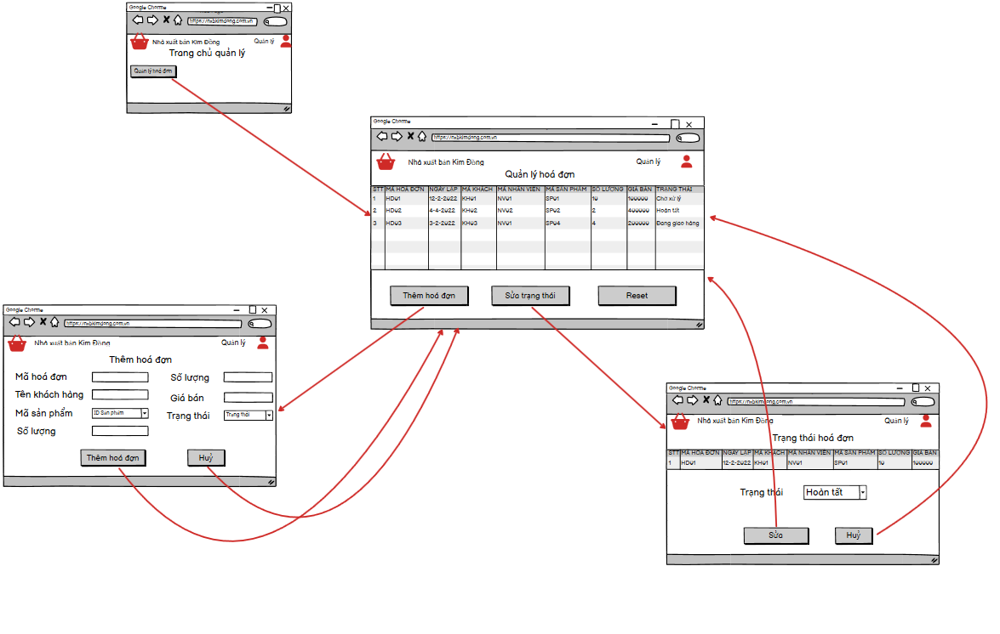 Google Chorme
https://nxbkimdong.com.vn
Nhà xuất bản Kim Đồng
Quản lý
Trang chủ quản lý
Quản lý hoá đơn
Google Chorme
https://nxbkimdong.com.vn
Nhà xuất bản Kim Đồng
Quản lý
Quản lý hoá đơn
STT MÃ HOÁ ĐƠN NGÀY LẬP MÃ KHÁCH MÃ NHÂN VIÊN MÃ SẢN PHẨM SỐ LƯỢNG GIÁ BÁN TRẠNG THÁI
1 HD01 12-2-2022 KH01 NV01 SP01 10 100000 Chờ xử lý
2 HD02 4-4-2022 KH02 NV02 SP02 2 400000 Hoàn tất
3 HD03 3-2-2022 KH03 NV01 SP04 4 200000 Đang giao hàng
Thêm hoá đơn
Sửa trạng thái
Reset
Google Chorme
https://nxbkimdong.com.vn
Nhà xuất bản Kim Đồng
Quản lý
Thêm hoá đơn
Mã hoá đơn
Số lượng
Tên khách hàng
Giá bán
Mã sản phẩm
ID Sản phẩm
Trạng thái
Trạng thái
Số lượng
Thêm hoá đơn
Huỷ
Google Chorme
https://nxbkimdong.com.vn
Nhà xuất bản Kim Đồng
Quản lý
Trạng thái hoá đơn
STT MÃ HOÁ ĐƠN NGÀY LẬP MÃ KHÁCH MÃ NHÂN VIÊN MÃ SẢN PHẨM SỐ LƯỢNG GIÁ BÁN
1 HD01 12-2-2022 KH01 NV01 SP01 10 100000
Trạng thái
Hoàn tất
Sửa
Huỷ